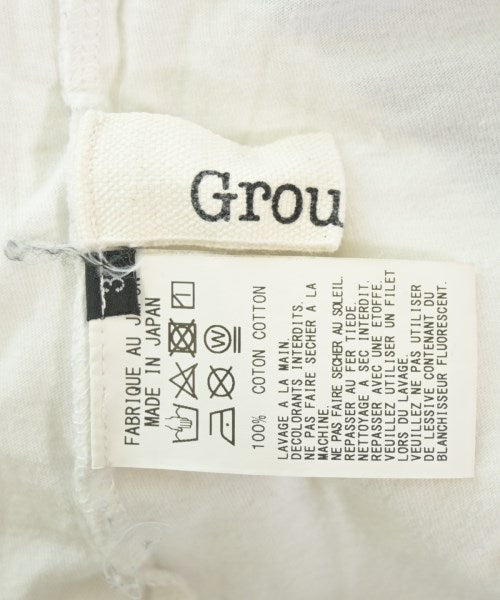 Grou
3
FABRIQUE AU JA
MADE IN JAPAN
W
100% COTON COTTON
LAVAGE A LA MAIN.
DECOLORANTS INTERDITS.
NE PAS FAIRE SECHER A LA
MACHINE.
NE PAS FAIRE SECHER AU SOLEIL.
REPASSER AU FER TIEDE.
NETTOYAGE A SEC INTERDIT.
REPASSER AVEC UNE ETOFFE.
VEUILLEZ UTILISER UN FILET
LORS DU LAVAGE.
VEUILLEZ NE PAS UTILISER
DE LESSIVE CONTENANT DU
BLANCHISSEUR FLUORESCENT.